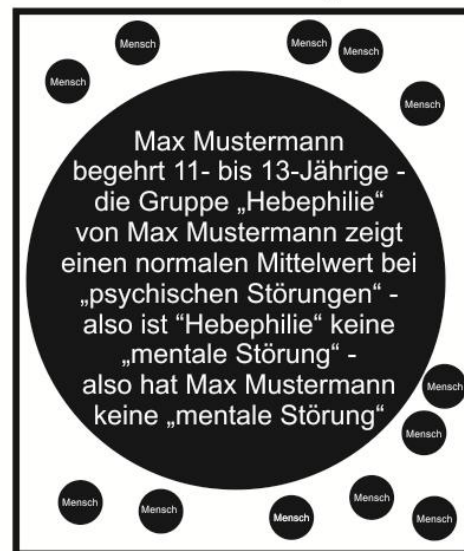 Mensch
Mensch
Mensch
Mensch
Mensch
Max Mustermann
begehrt 11- bis 13-Jährige -
die Gruppe „Hebephilie“
von Max Mustermann zeigt
einen normalen Mittelwert bei
„psychischen Störungen“ -
also ist “Hebephilie“ keine
„mentale Störung“ -
also hat Max Mustermann
keine „mentale Störung“
Mensch
Mensch
Mensch
Mensch
Mensch
Mensch
Mensch